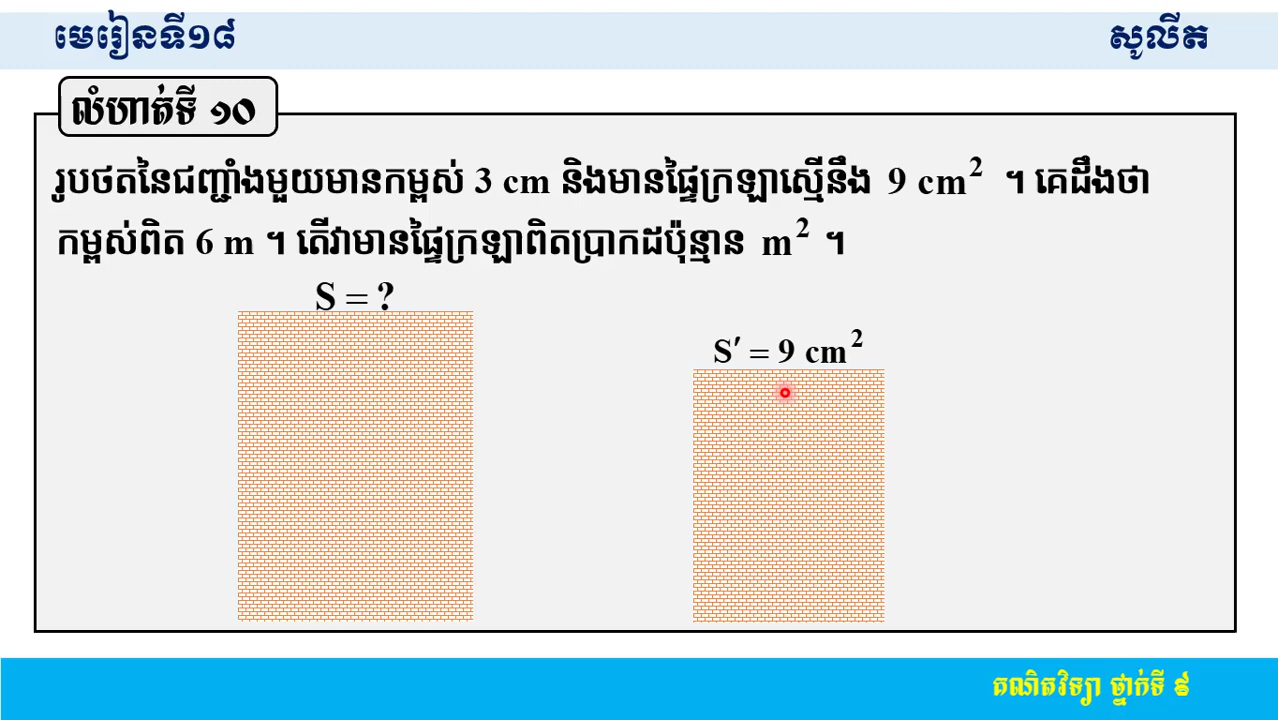 មេរៀនទី១៨
សូលីត
លំហាត់ទី ១០
រូបថតនៃជញ្ជាំងមួយមានកម្ពស់ 3 cm និងមានផ្ទៃក្រឡាស្មើនឹង 9 cm² ។ គេដឹងថា
កម្ពស់ពិត 6 m ។ តើវាមានផ្ទៃក្រឡាពិតប្រាកដប៉ុន្មាន m² ។
S = ?
S′ = 9 cm²
គណិតវិទ្យា ថ្នាក់ទី ៩